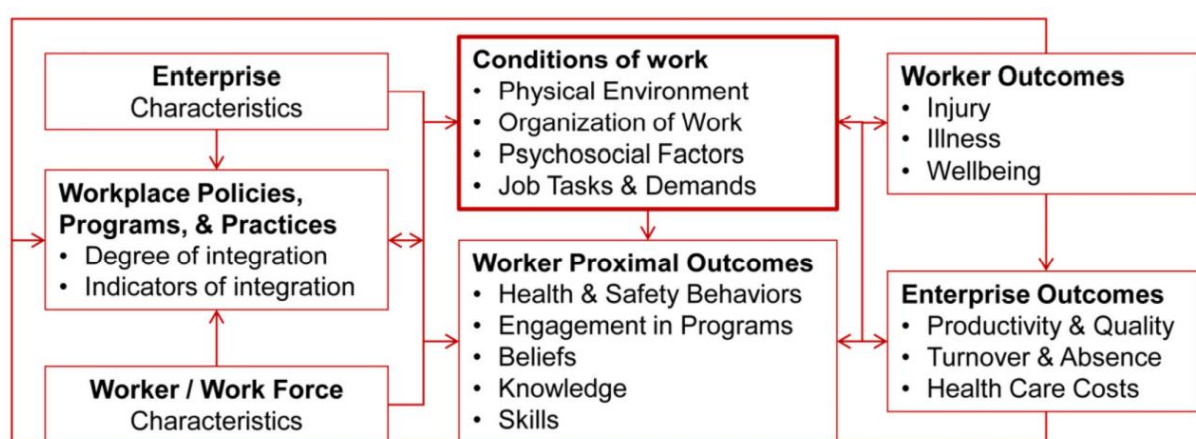 Enterprise
Characteristics
Workplace Policies,
Programs, & Practices
• Degree of integration
• Indicators of integration
Worker / Work Force
Characteristics
Conditions of work
• Physical Environment
• Organization of Work
• Psychosocial Factors
• Job Tasks & Demands
Worker Proximal Outcomes
• Health & Safety Behaviors
• Engagement in Programs
• Beliefs
• Knowledge
• Skills
Worker Outcomes
• Injury
• Illness
• Wellbeing
Enterprise Outcomes
• Productivity & Quality
• Turnover & Absence
• Health Care Costs